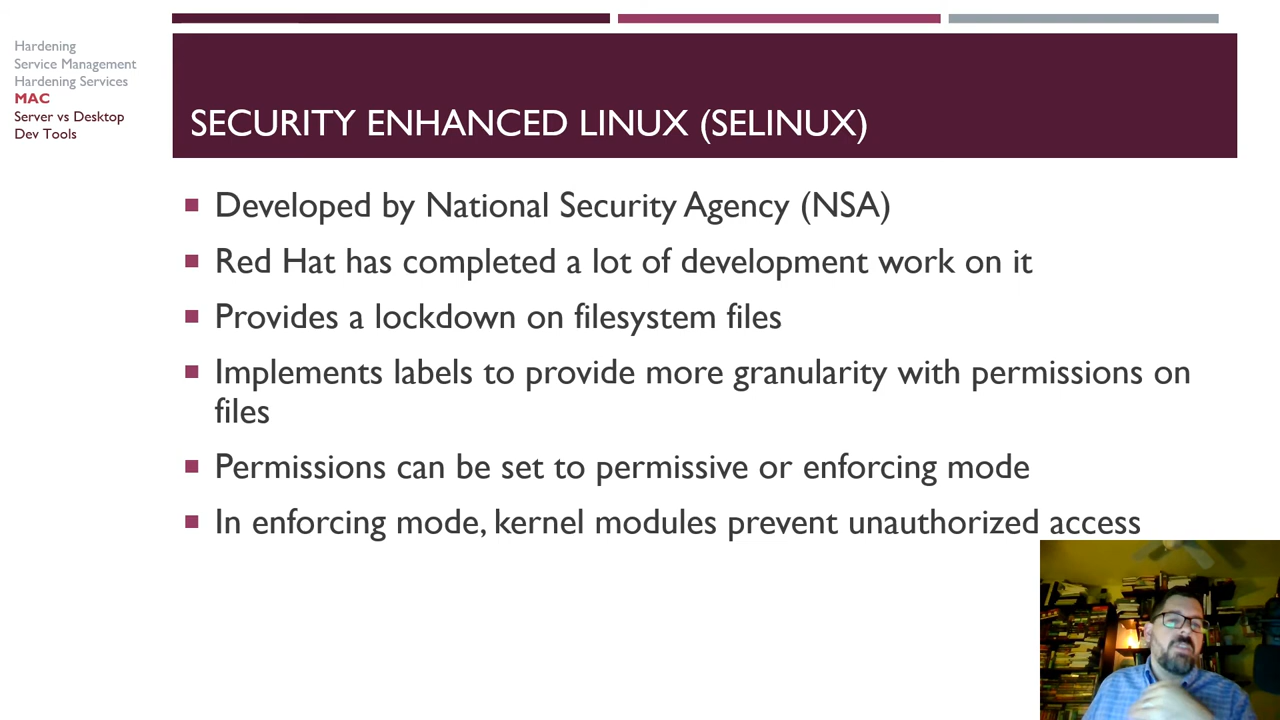 Hardening
Service Management
Hardening Services
MAC
Server vs Desktop
Dev Tools
SECURITY ENHANCED LINUX (SELINUX)
Developed by National Security Agency (NSA)
Red Hat has completed a lot of development work on it
Provides a lockdown on filesystem files
Implements labels to provide more granularity with permissions on
files
Permissions can be set to permissive or enforcing mode
In enforcing mode, kernel modules prevent unauthorized access